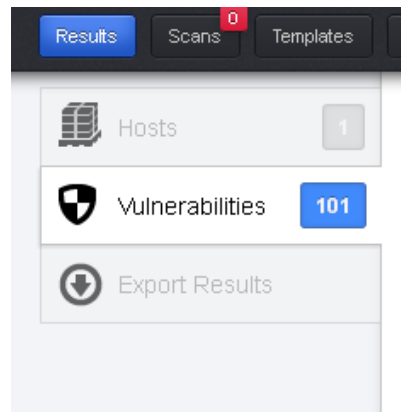 Results
Scans
0
Templates
Hosts
1
Vulnerabilities
101
Export Results